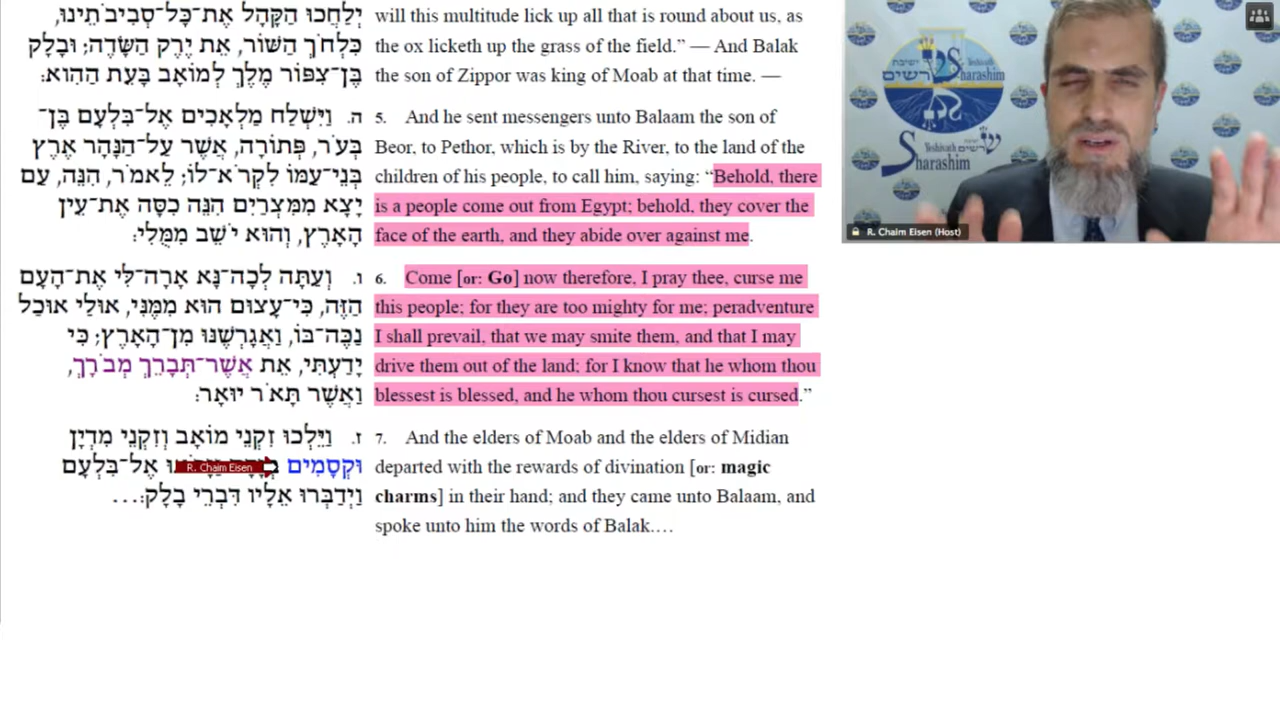 יְלַחֲכוּ הַקָּהָל אֶת־כׇּל־סְבִיבֹתֵינוּ,
כִּלְחֹךְ הַשּׁוֹר, אֵת יֶרֶק הַשָּׂדֶה; וּבָלָק
בֶּן־צִפּוֹר מֶלֶךְ לְמוֹאָב בָּעֵת הַהִוא:
ה. וַיִּשְׁלַח מַלְאָכִים אֶל־בִּלְעָם בֶּן־
בְּעֹר, פְּתוֹרָה, אֲשֶׁר עַל־הַנָּהָר אֶרֶץ
בְּנֵי־עַמּוֹ לִקְרֹא־לוֹ; לֵאמֹר, הִנֵּה, עַם
יָצָא מִמִּצְרַיִם הִנֵּה כִסָּה אֶת־עֵין
הָאָרֶץ, וְהוּא יֹשֵׁב מִמֻּלִי:
ו. וְעַתָּה לְכָה־נָּא אָרָה־לִּי אֶת־הָעָם
הַזֶּה, כִּי־עָצוּם הוּא מִמֶּנִּי, אוּלַי אוּכַל
נַכֶּה־בּוֹ, וַאֲגָרְשֶׁנּוּ מִן־הָאָרֶץ; כִּי
יָדַעְתִּי, אֵת אֲשֶׁר־תְּבָרֵךְ מְבֹרָךְ,
וַאֲשֶׁר תָּאֹר יוּאָר:
ז. וַיֵּלְכוּ זִקְנֵי מוֹאָב וְזִקְנֵי מִדְיָן
וּקְסָמִים אֶל־בִּלְעָם
וַיְדַבְּרוּ אֵלָיו דִּבְרֵי בָלָק:…
will this multitude lick up all that is round about us, as
the ox licketh up the grass of the field.” — And Balak
the son of Zippor was king of Moab at that time. —
5. And he sent messengers unto Balaam the son of
Beor, to Pethor, which is by the River, to the land of the
children of his people, to call him, saying: “Behold, there
is a people come out from Egypt; behold, they cover the
face of the earth, and they abide over against me.
6. Come [or: Go] now therefore, I pray thee, curse me
this people; for they are too mighty for me; peradventure
I shall prevail, that we may smite them, and that I may
drive them out of the land; for I know that he whom thou
blessest is blessed, and he whom thou cursest is cursed.”
7. And the elders of Moab and the elders of Midian
departed with the rewards of divination [or: magic
charms] in their hand; and they came unto Balaam, and
spoke unto him the words of Balak.…
R. Chaim Eisen
ישיבת
שרשים
Yeshivath
Sharashim
Yeshivath ישיבת
שרשים
Sharashim
R. Chaim Eisen (Host)